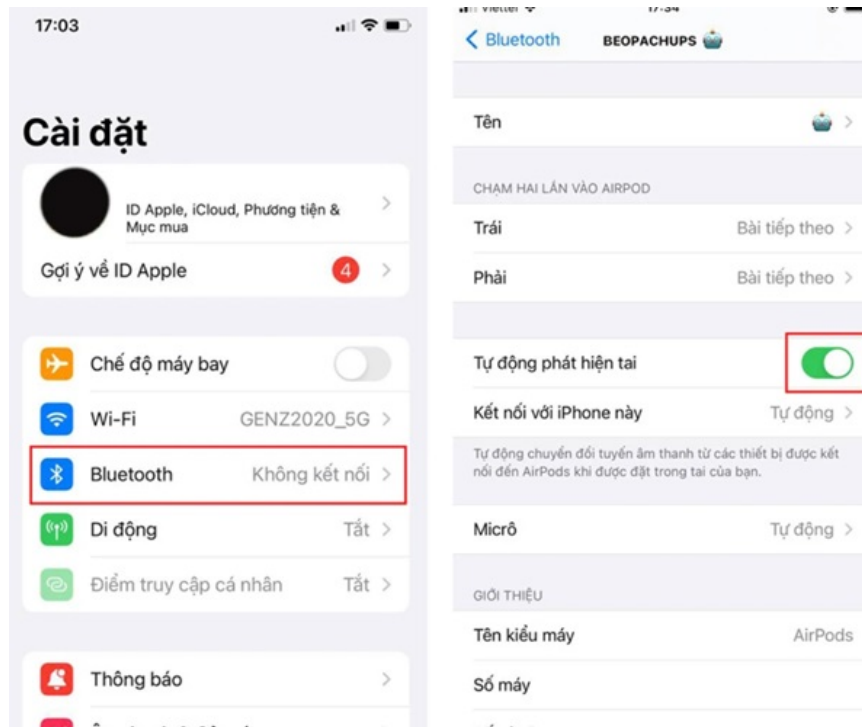 17:03
Cài đặt
ID Apple, iCloud, Phương tiện &
Mục mua
Gợi ý về ID Apple 4
Chế độ máy bay
Wi-Fi GENZ2020_5G
Bluetooth Không kết nối
Di động Tắt
Điểm truy cập cá nhân Tắt
Thông báo
Viettel 17:34
Bluetooth BEOPACHUPS
Tên
CHẠM HAI LẦN VÀO AIRPOD
Trái Bài tiếp theo
Phải Bài tiếp theo
Tự động phát hiện tai
Kết nối với iPhone này Tự động
Tự động chuyển đổi tuyến âm thanh từ các thiết bị được kết
nối đến AirPods khi được đặt trong tai của bạn.
Micrô Tự động
GIỚI THIỆU
Tên kiểu máy AirPods
Số máy